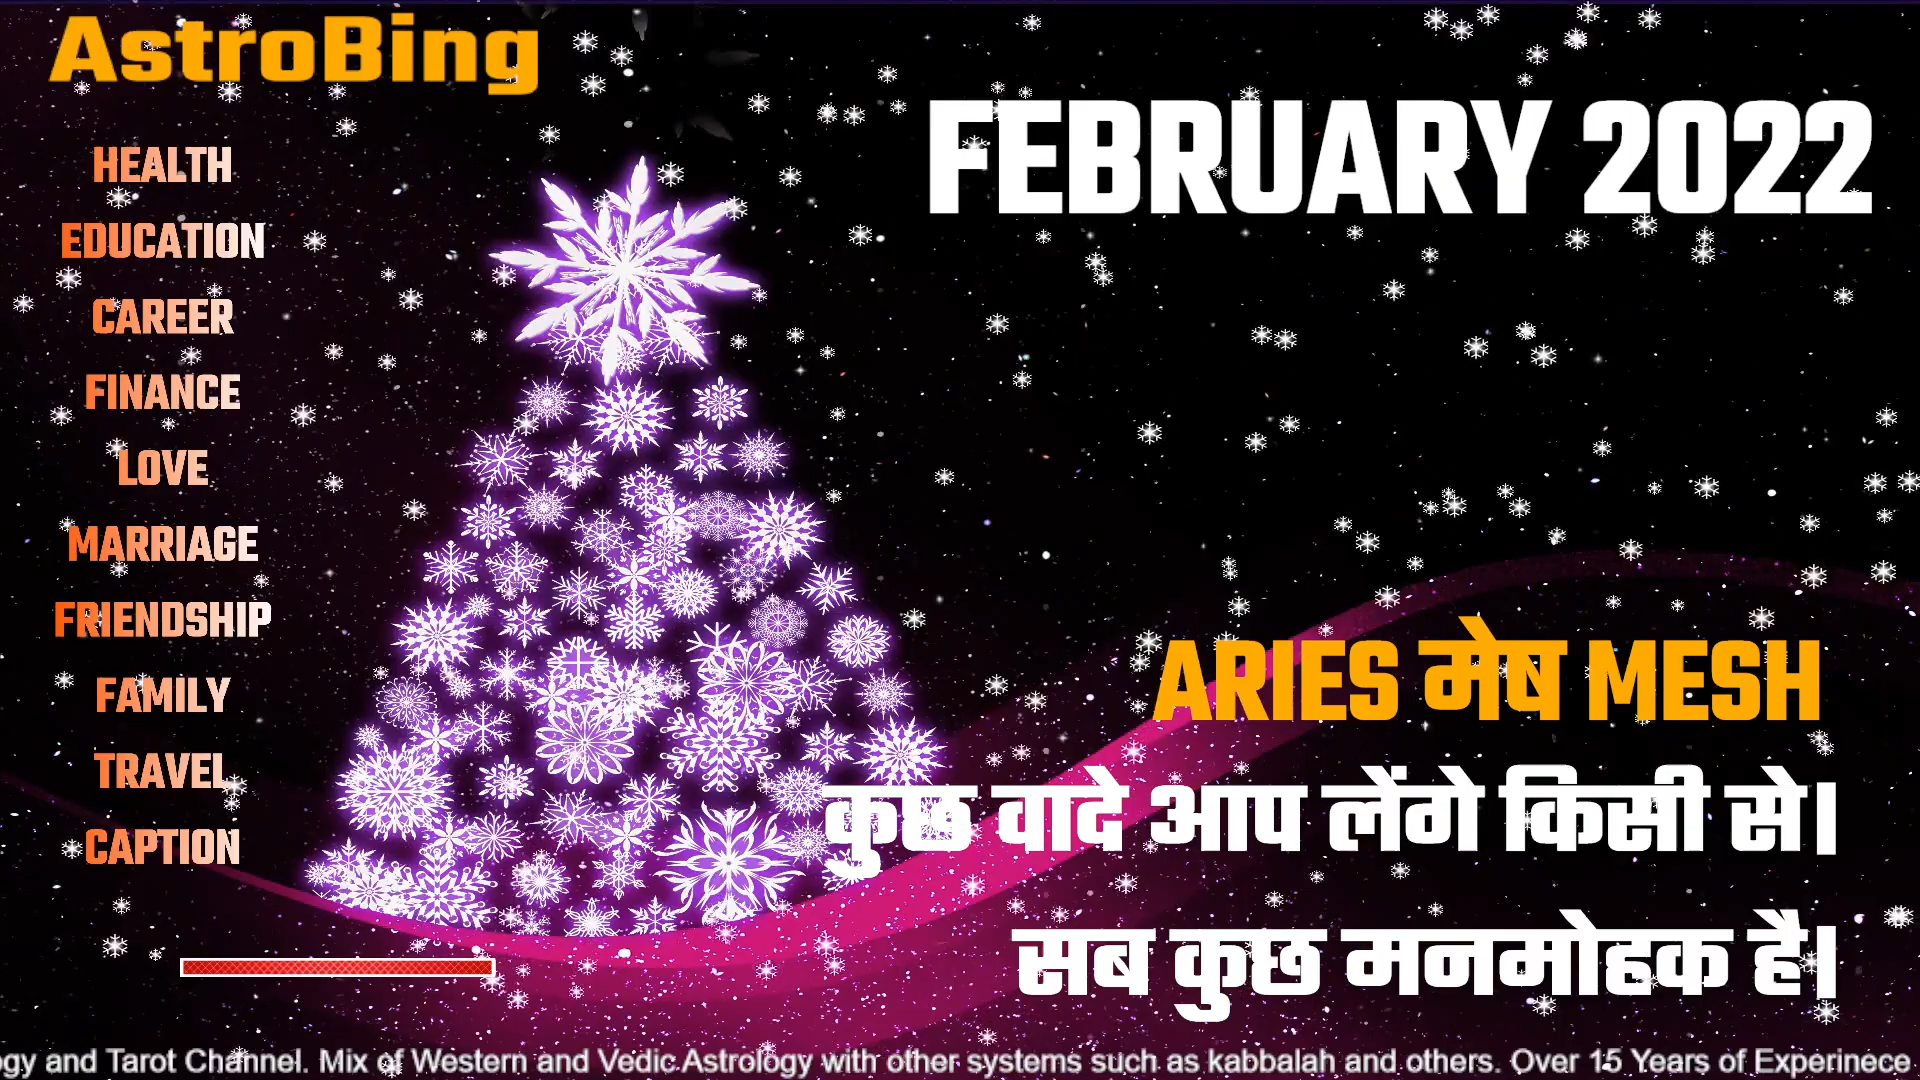 AstroBing
FEBRUARY 2022
HEALTH
EDUCATION
CAREER
FINANCE
LOVE
MARRIAGE
FRIENDSHIP
FAMILY
TRAVEL
CAPTION
ARIES मेष MESH
कुछ वादे आप लेंगे किसी से।
सब कुछ मनमोहक है।
gy and Tarot Channel. Mix of Western and Vedic Astrology with other systems such as kabbalah and others. Over 15 Years of Experinece